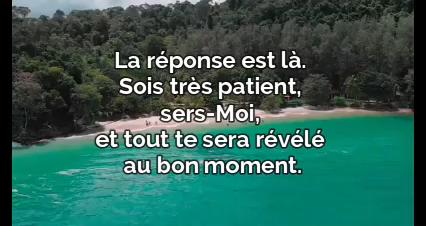 La réponse est là.
Sois très patient,
sers-Moi,
et tout te sera révélé
au bon moment.